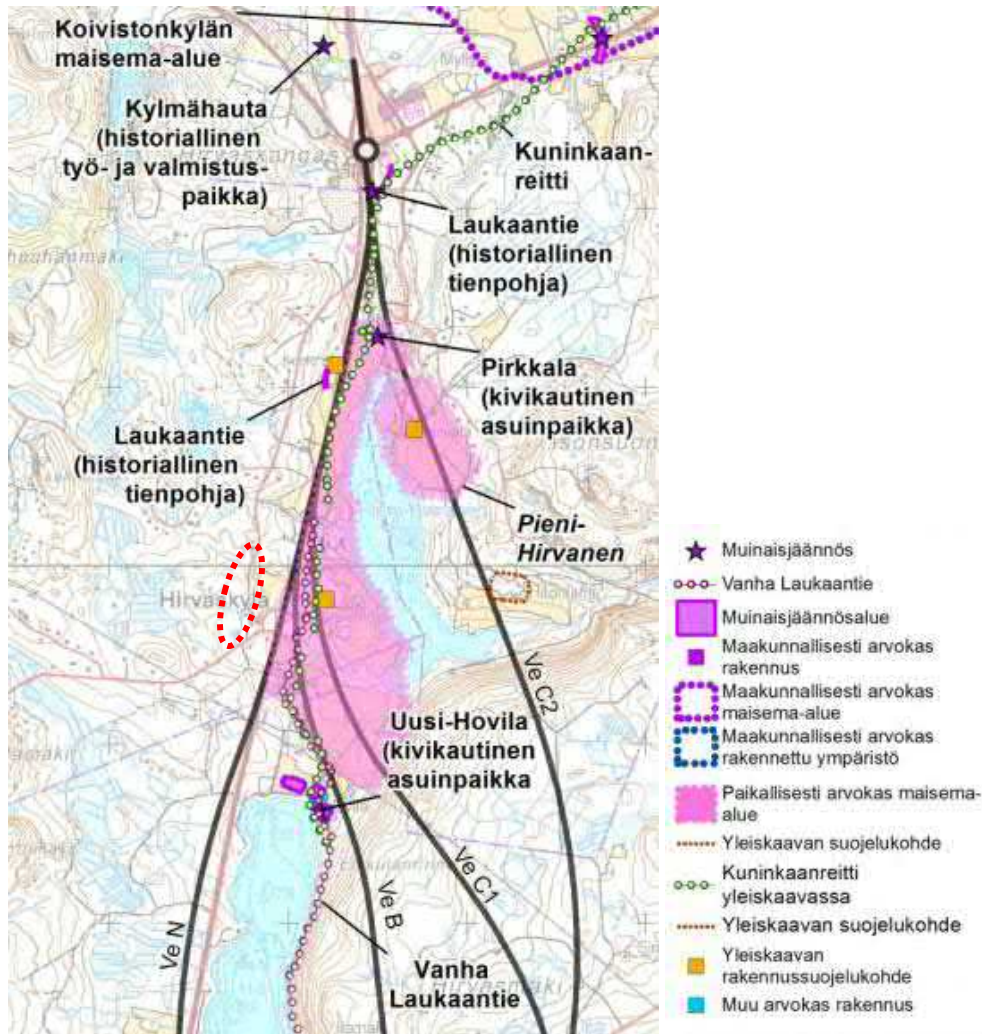 Koivistonkylän
maisema-alue
Kylmähauta
(historiallinen
työ- ja valmistus-
paikka)
Kuninkaan-
reitti
Laukaantie
(historiallinen
tienpohja)
Pirkkala
(kivikautinen
asuinpaikka)
Laukaantie
(historiallinen
tienpohja)
Pieni-
Hirvanen
Hirvaskylä
Ve C2
Uusi-Hovila
(kivikautinen
asuinpaikka
Ve C1
Ve B
Ve N
Vanha
Laukaantie
Hirvasmäki
Muinaisjäännös
Vanha Laukaantie
Muinaisjäännösalue
Maakunnallisesti arvokas
rakennus
Maakunnallisesti arvokas
maisema-alue
Maakunnallisesti arvokas
rakennettu ympäristö
Paikallisesti arvokas maisema-
alue
Yleiskaavan suojelukohde
Kuninkaanreitti
yleiskaavassa
Yleiskaavan suojelukohde
Yleiskaavan
rakennussuojelukohde
Muu arvokas rakennus